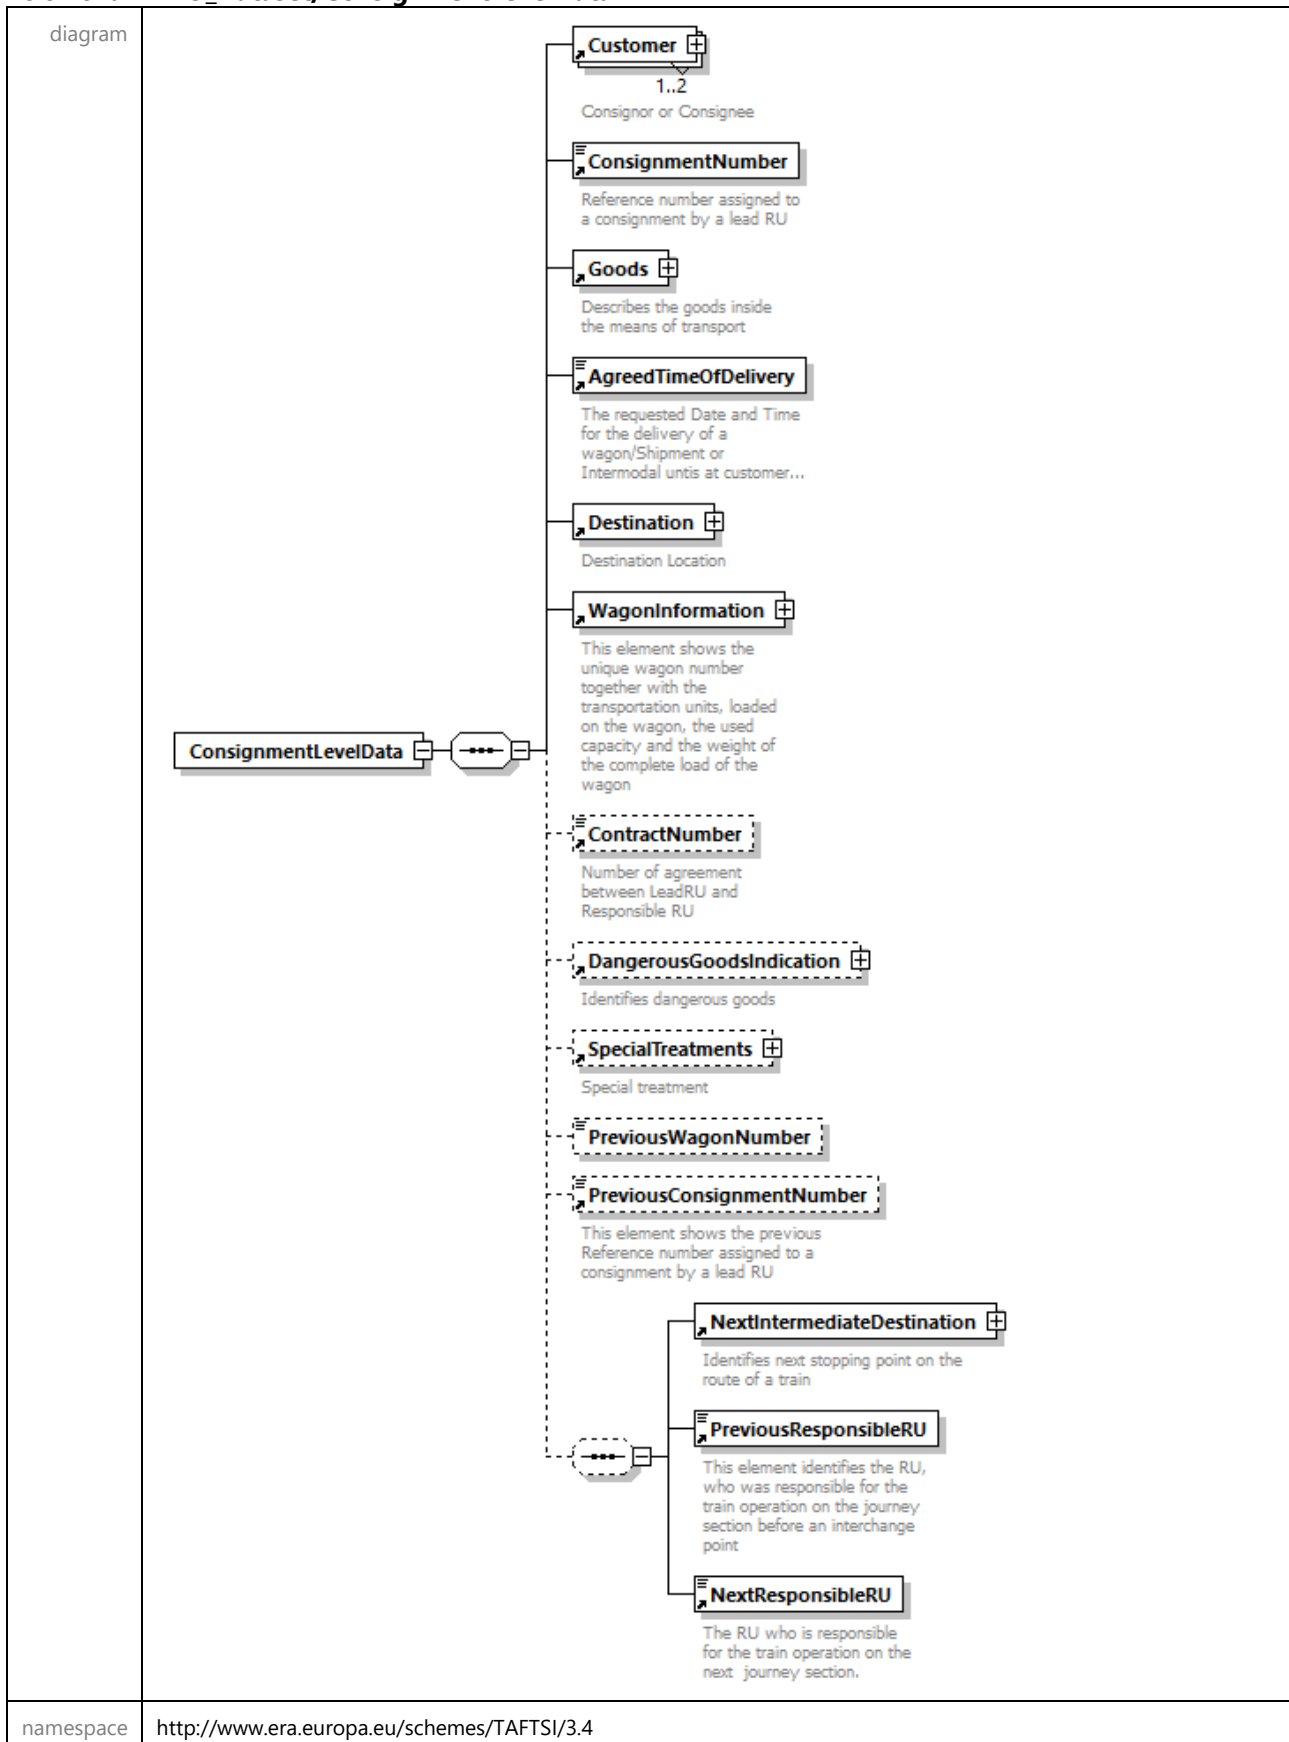 diagram
Customer
1..2
Consignor or Consignee
ConsignmentNumber
Reference number assigned to
a consignment by a lead RU
Goods
Describes the goods inside
the means of transport
AgreedTimeOfDelivery
The requested Date and Time
for the delivery of a
wagon/Shipment or
Intermodal untis at customer...
Destination
Destination Location
WagonInformation
This element shows the
unique wagon number
together with the
transportation units, loaded
on the wagon, the used
capacity and the weight of
the complete load of the
wagon
ConsignmentLevelData
ContractNumber
Number of agreement
between LeadRU and
Responsible RU
DangerousGoodsIndication
Identifies dangerous goods
SpecialTreatments
Special treatment
PreviousWagonNumber
PreviousConsignmentNumber
This element shows the previous
Reference number assigned to a
consignment by a lead RU
NextIntermediateDestination
Identifies next stopping point on the
route of a train
PreviousResponsibleRU
This element identifies the RU,
who was responsible for the
train operation on the journey
section before an interchange
point
NextResponsibleRU
The RU who is responsible
for the train operation on the
next journey section.
namespace http://www.era.europa.eu/schemes/TAFTSI/3.4